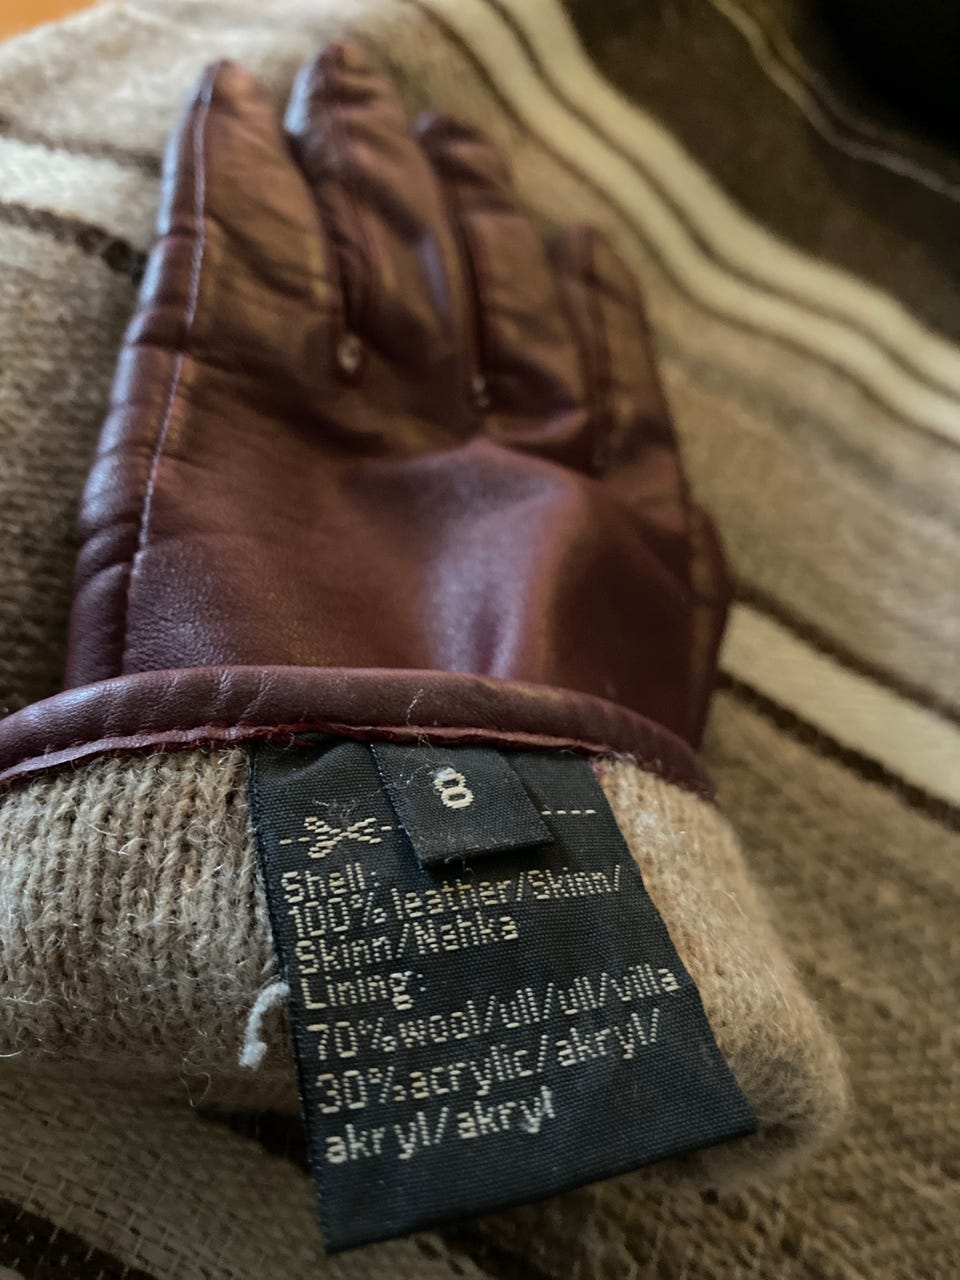 8
Shell:
100% leather/Skinn/
Skinn/Nahka
Lining:
70%wool/ull/ull/villa
30%acrylic/akryl/
akryl/akryl